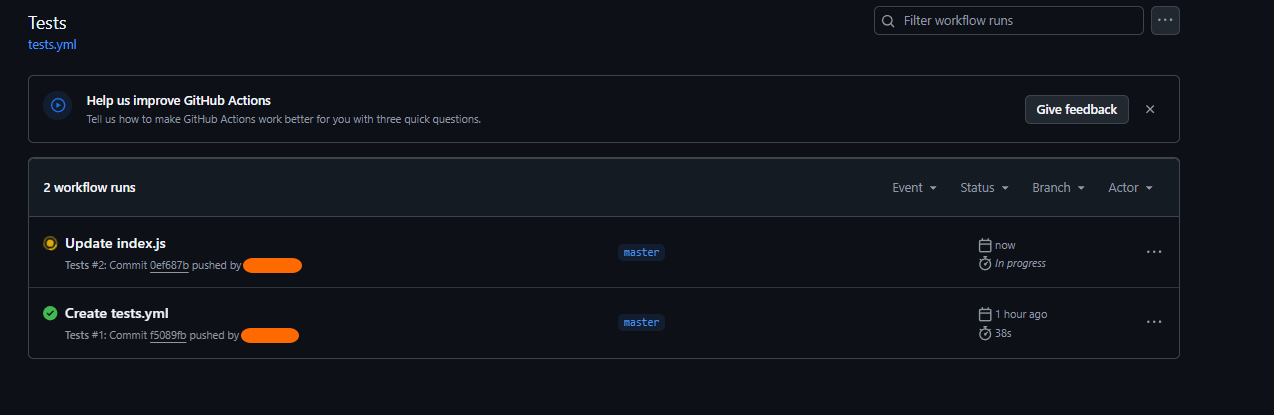 Tests
tests.yml
Filter workflow runs
Help us improve GitHub Actions
Tell us how to make GitHub Actions work better for you with three quick questions.
Give feedback
2 workflow runs
Event
Status
Branch
Actor
Update index.js
Tests #2: Commit 0ef687b pushed by
master
now
In progress
Create tests.yml
Tests #1: Commit f5089fb pushed by
master
1 hour ago
38s